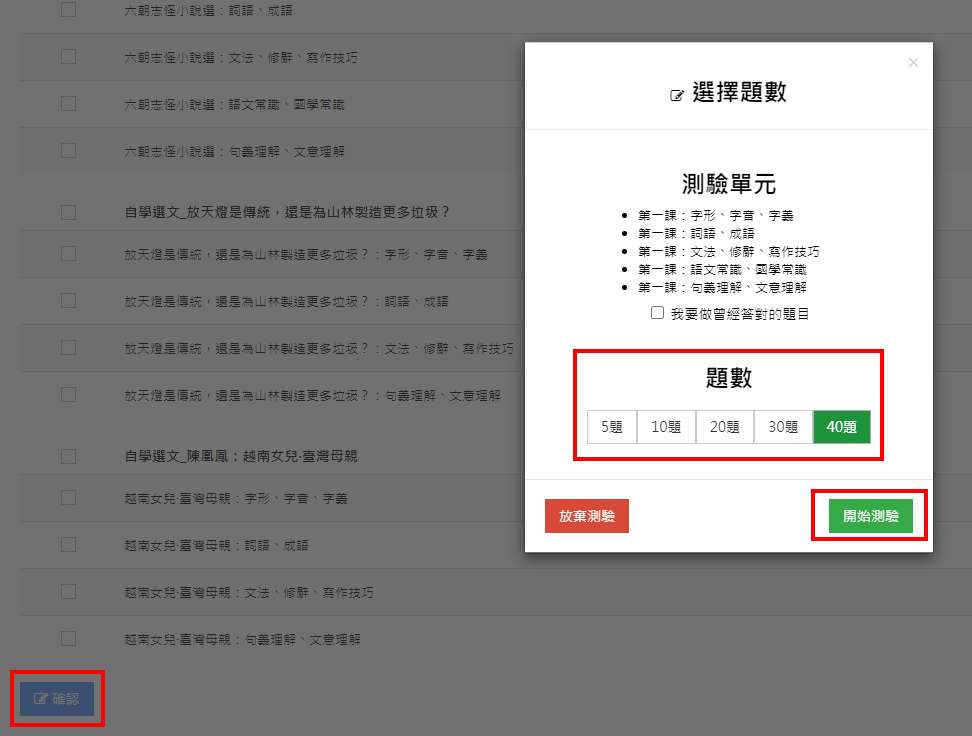 六朝志怪小說選：詞語、成語
六朝志怪小說選：文法、修辭、寫作技巧
六朝志怪小說選：語文常識、國學常識
六朝志怪小說選：句義理解、文意理解
自學選文_放天燈是傳統，還是為山林製造更多垃圾？
放天燈是傳統，還是為山林製造更多垃圾？：字形、字音、字義
放天燈是傳統，還是為山林製造更多垃圾？：詞語、成語
放天燈是傳統，還是為山林製造更多垃圾？：文法、修辭、寫作技巧
放天燈是傳統，還是為山林製造更多垃圾？：句義理解、文意理解
自學選文_陳凰鳳：越南女兒‧臺灣母親
越南女兒‧臺灣母親：字形、字音、字義
越南女兒‧臺灣母親：詞語、成語
越南女兒‧臺灣母親：文法、修辭、寫作技巧
越南女兒‧臺灣母親：句義理解、文意理解
確認
×
選擇題數
測驗單元
第一課：字形、字音、字義
第一課：詞語、成語
第一課：文法、修辭、寫作技巧
第一課：語文常識、國學常識
第一課：句義理解、文意理解
我要做曾經答對的題目
題數
5題 10題 20題 30題 40題
放棄測驗 開始測驗